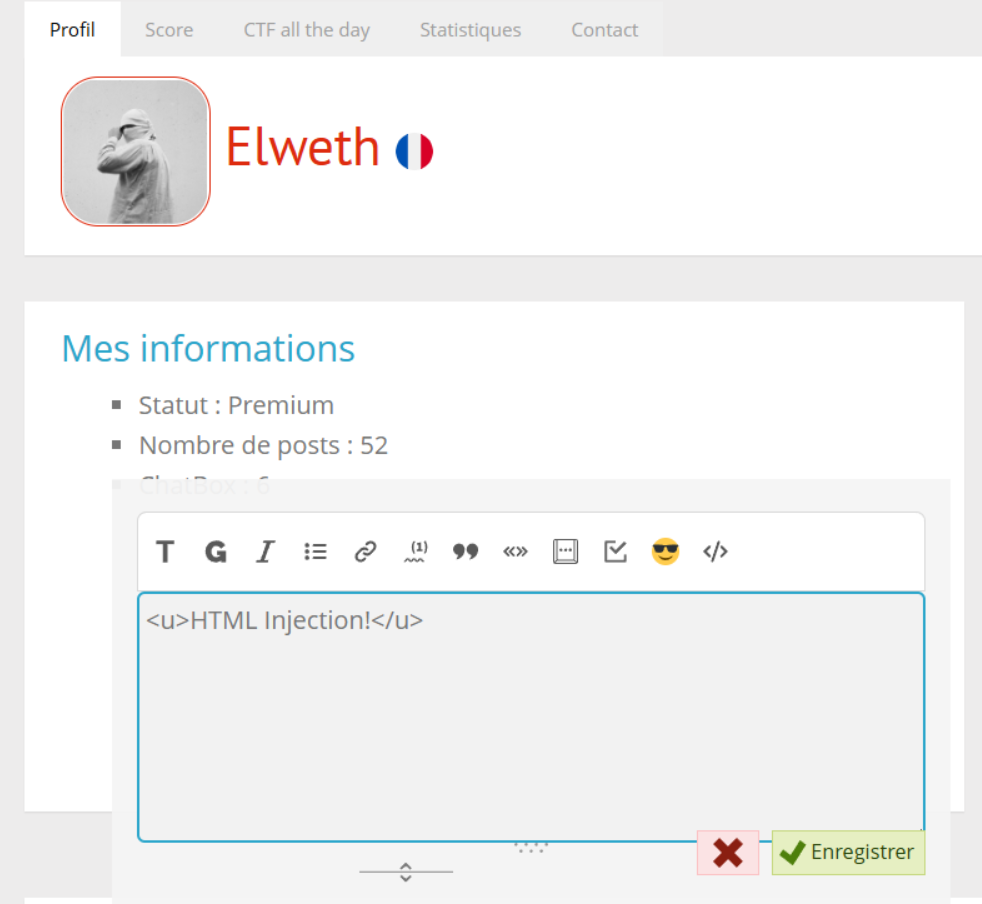 Profil Score CTF all the day Statistiques Contact
Elweth
Mes informations
Statut : Premium
Nombre de posts : 52
ChatBox : 6
T G I (1) ❞ «» </>
<u>HTML Injection!</u>
Enregistrer